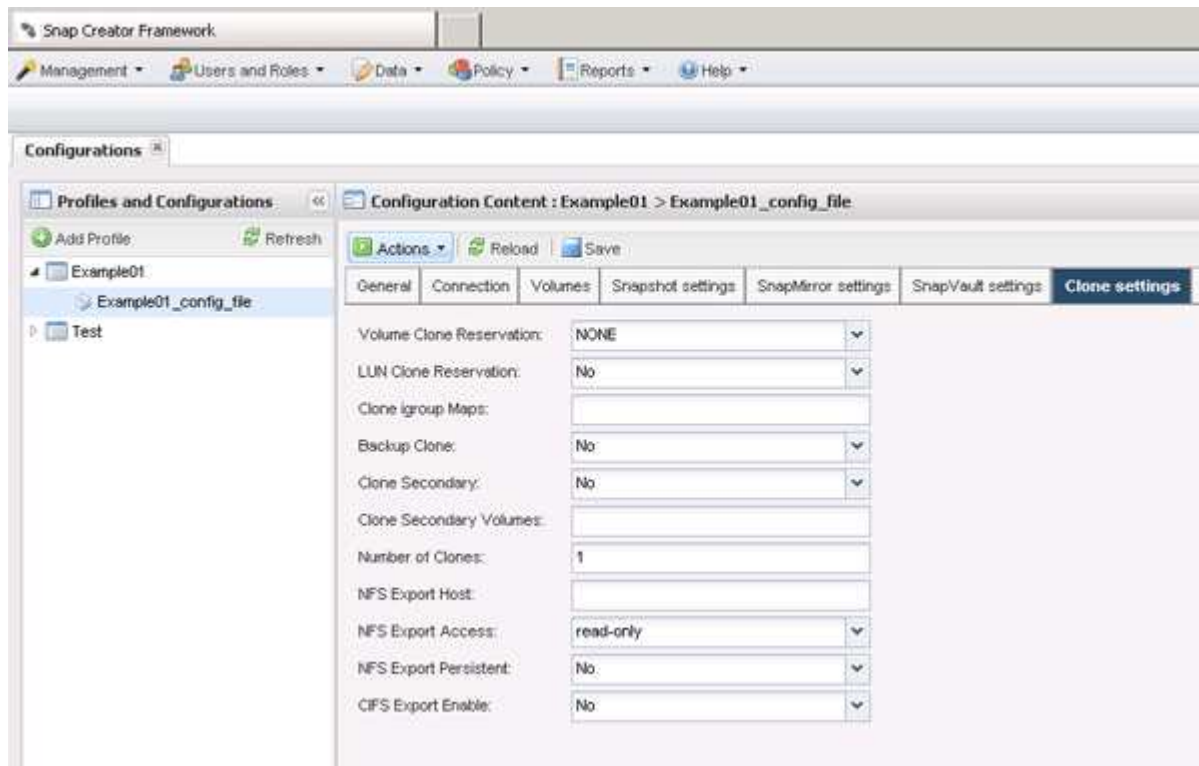 Snap Creator Framework
Management Users and Roles Data Policy Reports Help
Configurations
Profiles and Configurations
Add Profile Refresh
Example01
Example01_config_file
Test
Configuration Content : Example01 > Example01_config_file
Actions Reload Save
General Connection Volumes Snapshot settings SnapMirror settings SnapVault settings Clone settings
Volume Clone Reservation: NONE
LUN Clone Reservation: No
Clone igroup Maps:
Backup Clone: No
Clone Secondary: No
Clone Secondary Volumes:
Number of Clones: 1
NFS Export Host:
NFS Export Access: read-only
NFS Export Persistent: No
CIFS Export Enable: No